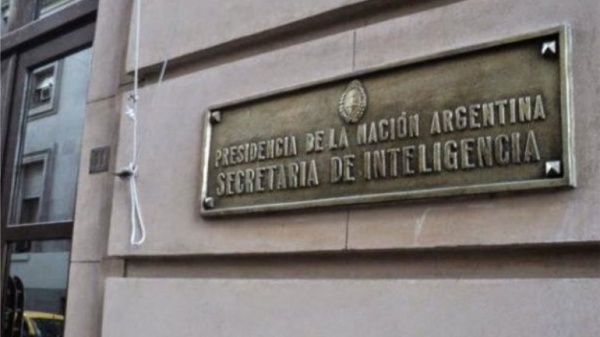 PRESIDENCIA DE LA NACIÓN ARGENTINA
SECRETARIA DE INTELIGENCIA